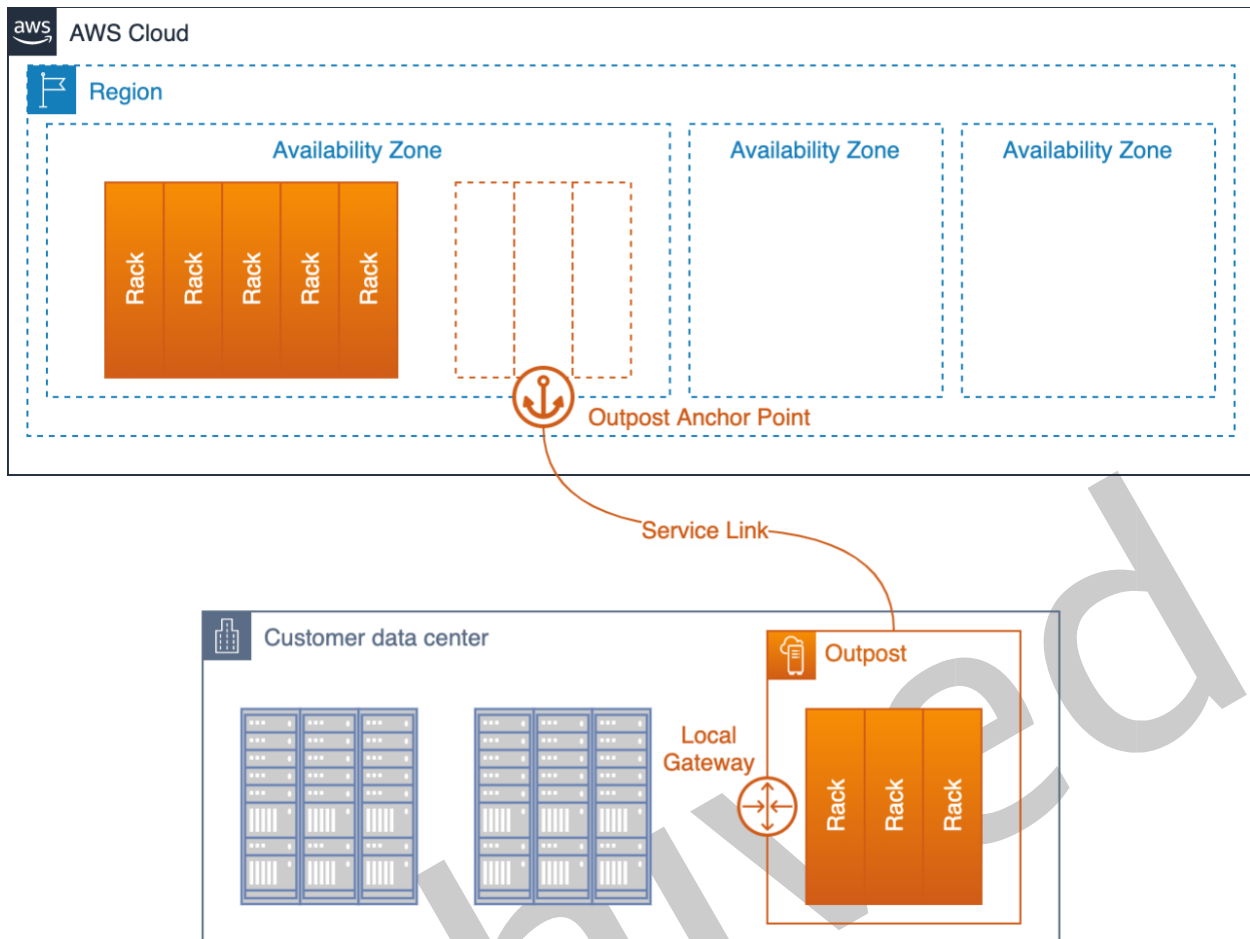 aws
AWS Cloud
Region
Availability Zone
Availability Zone
Availability Zone
Rack
Rack
Rack
Rack
Rack
Outpost Anchor Point
Service Link
Customer data center
Outpost
Local
Gateway
Rack
Rack
Rack